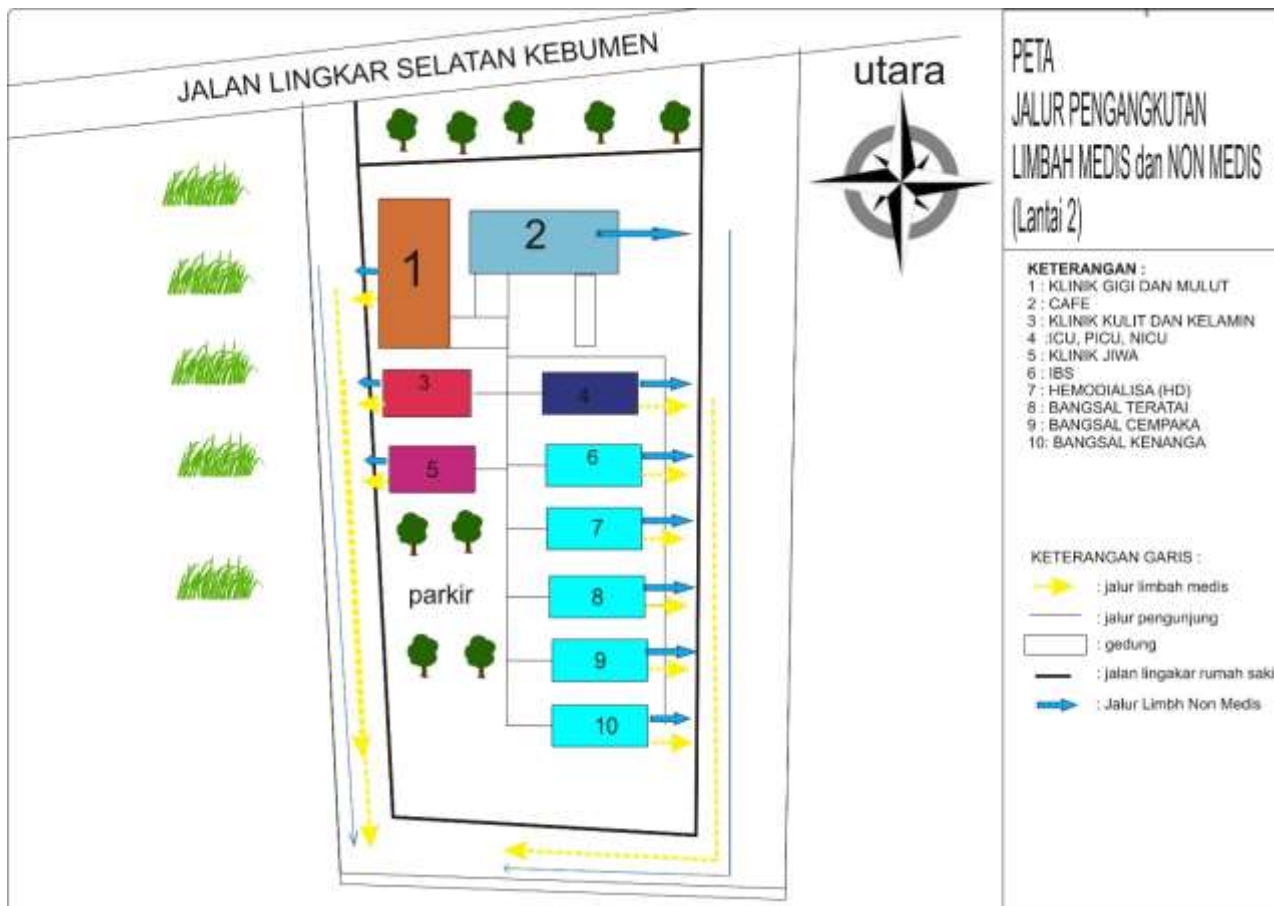 JALAN LINGKAR SELATAN KEBUMEN
utara
1
2
3
4
5
6
7
parkir
8
9
10
PETA
JALUR PENGANGKUTAN
LIMBAH MEDIS dan NON MEDIS
(Lantai 2)
KETERANGAN :
1 : KLINIK GIGI DAN MULUT
2 : CAFE
3 : KLINIK KULIT DAN KELAMIN
4 :ICU, PICU, NICU
5 : KLINIK JIWA
6 : IBS
7 : HEMODIALISA (HD)
8 : BANGSAL TERATAI
9 : BANGSAL CEMPAKA
10: BANGSAL KENANGA
KETERANGAN GARIS :
: jalur limbah medis
: jalur pengunjung
: gedung
: jalan lingakar rumah saki
: Jalur Limbh Non Medis